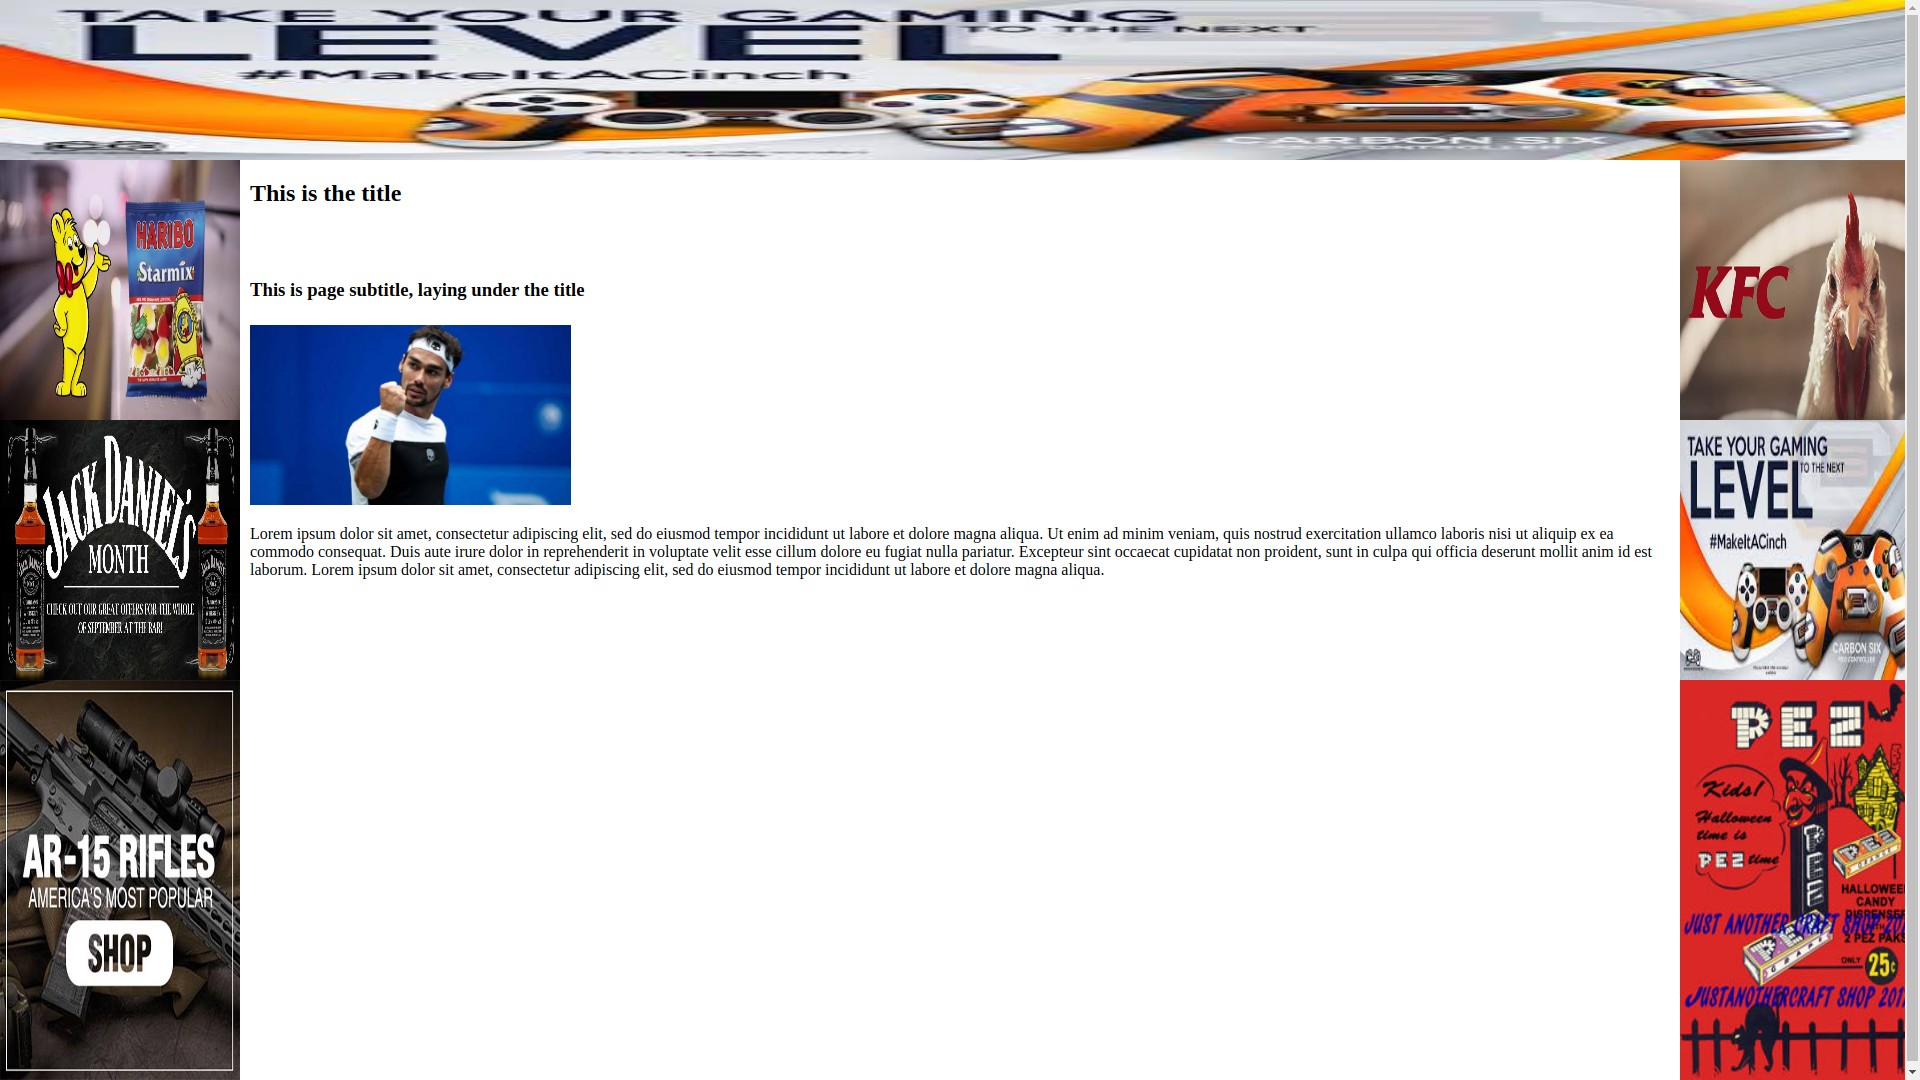 TAKE YOUR GAMING
LEVEL TO THE NEXT
#MakeItACinch
CARBON SIX
HARIBO
Starmix
JACK DANIEL'S
MONTH
CHECK OUT OUR GREAT OFFERS FOR THE WHOLE
OF SEPTEMBER AT THE BAR!
AR-15 RIFLES
AMERICA'S MOST POPULAR
SHOP
This is the title
This is page subtitle, laying under the title
Lorem ipsum dolor sit amet, consectetur adipiscing elit, sed do eiusmod tempor incididunt ut labore et dolore magna aliqua. Ut enim ad minim veniam, quis nostrud exercitation ullamco laboris nisi ut aliquip ex ea
commodo consequat. Duis aute irure dolor in reprehenderit in voluptate velit esse cillum dolore eu fugiat nulla pariatur. Excepteur sint occaecat cupidatat non proident, sunt in culpa qui officia deserunt mollit anim id est
laborum. Lorem ipsum dolor sit amet, consectetur adipiscing elit, sed do eiusmod tempor incididunt ut labore et dolore magna aliqua.
KFC
TAKE YOUR GAMING
LEVEL TO THE NEXT
#MakeItACinch
CARBON SIX
PEZ
Kids!
Halloween
time is
PEZ time
PEZ
PEZ
HALLOWEE
CANDY
DISPENSE
JUST ANOTHER CRAFT SHOP 201
2 PEZ PAKS
ONLY 25¢
JUSTANOTHERCRAFT SHOP 201